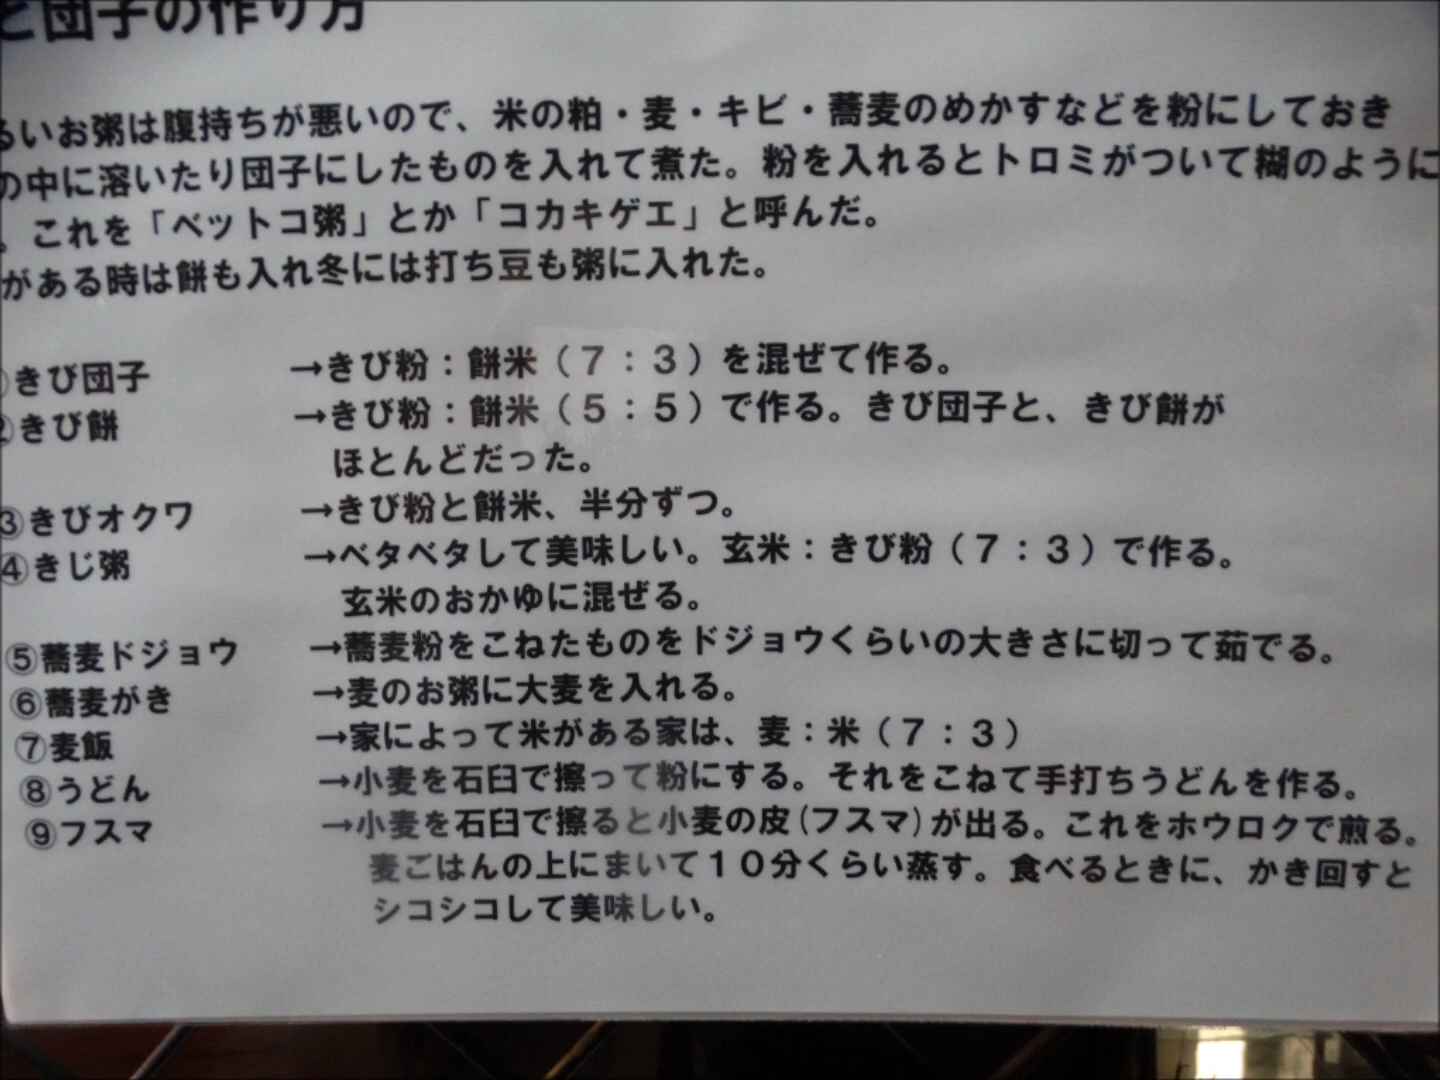 と団子の作り方
るいお粥は腹持ちが悪いので、米の粕・麦・キビ・蕎麦のめかすなどを粉にしておき
の中に溶いたり団子にしたものを入れて煮た。粉を入れるとトロミがついて糊のように
。これを「ベットコ粥」とか「コカキゲエ」と呼んだ。
がある時は餅も入れ冬には打ち豆も粥に入れた。
①きび団子 →きび粉：餅米（７：３）を混ぜて作る。
②きび餅 →きび粉：餅米（５：５）で作る。きび団子と、きび餅が
ほとんどだった。
③きびオクワ →きび粉と餅米、半分ずつ。
④きじ粥 →ベタベタして美味しい。玄米：きび粉（７：３）で作る。
玄米のおかゆに混ぜる。
⑤蕎麦ドジョウ →蕎麦粉をこねたものをドジョウくらいの大きさに切って茹でる。
⑥蕎麦がき →麦のお粥に大麦を入れる。
⑦麦飯 →家によって米がある家は、麦：米（７：３）
⑧うどん →小麦を石臼で擦って粉にする。それをこねて手打ちうどんを作る。
⑨フスマ →小麦を石臼で擦ると小麦の皮(フスマ)が出る。これをホウロクで煎る。
麦ごはんの上にまいて１０分くらい蒸す。食べるときに、かき回すと
シコシコして美味しい。